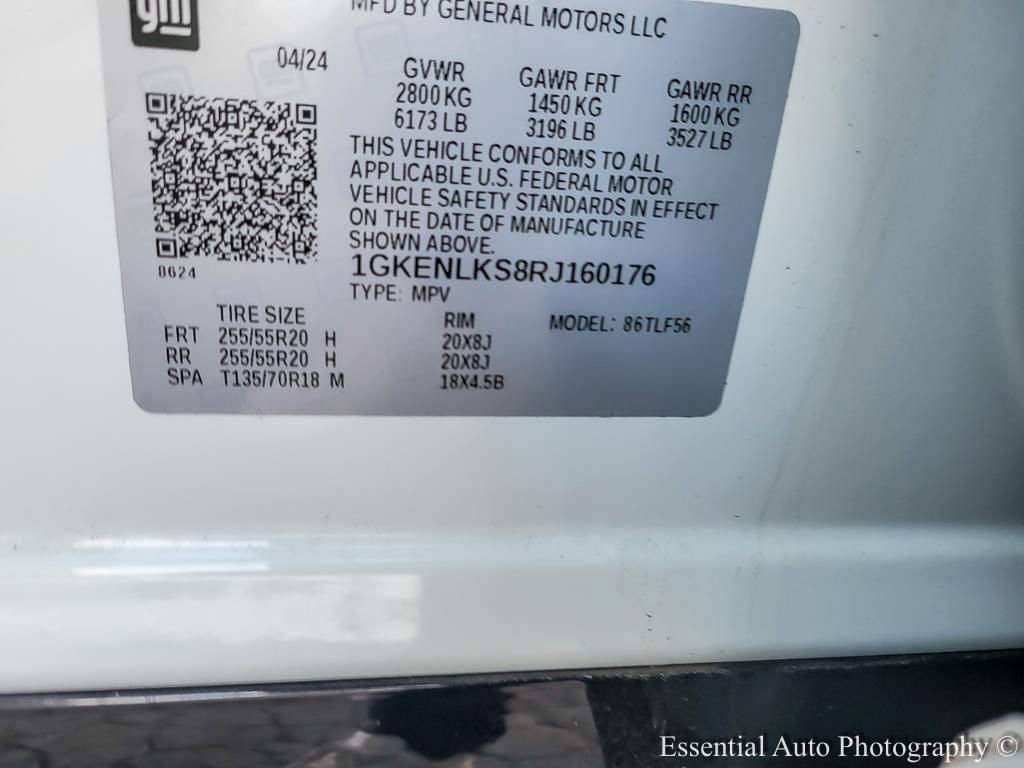 gm
MFD BY GENERAL MOTORS LLC
04/24
GVWR GAWR FRT GAWR RR
2800 KG 1450 KG 1600 KG
6173 LB 3196 LB 3527 LB
THIS VEHICLE CONFORMS TO ALL
APPLICABLE U.S. FEDERAL MOTOR
VEHICLE SAFETY STANDARDS IN EFFECT
ON THE DATE OF MANUFACTURE
SHOWN ABOVE.
8624
1GKENLKS8RJ160176
TYPE: MPV
TIRE SIZE RIM MODEL: 86TLF56
FRT 255/55R20 H 20X8J
RR 255/55R20 H 20X8J
SPA T135/70R18 M 18X4.5B
Essential Auto Photography ©